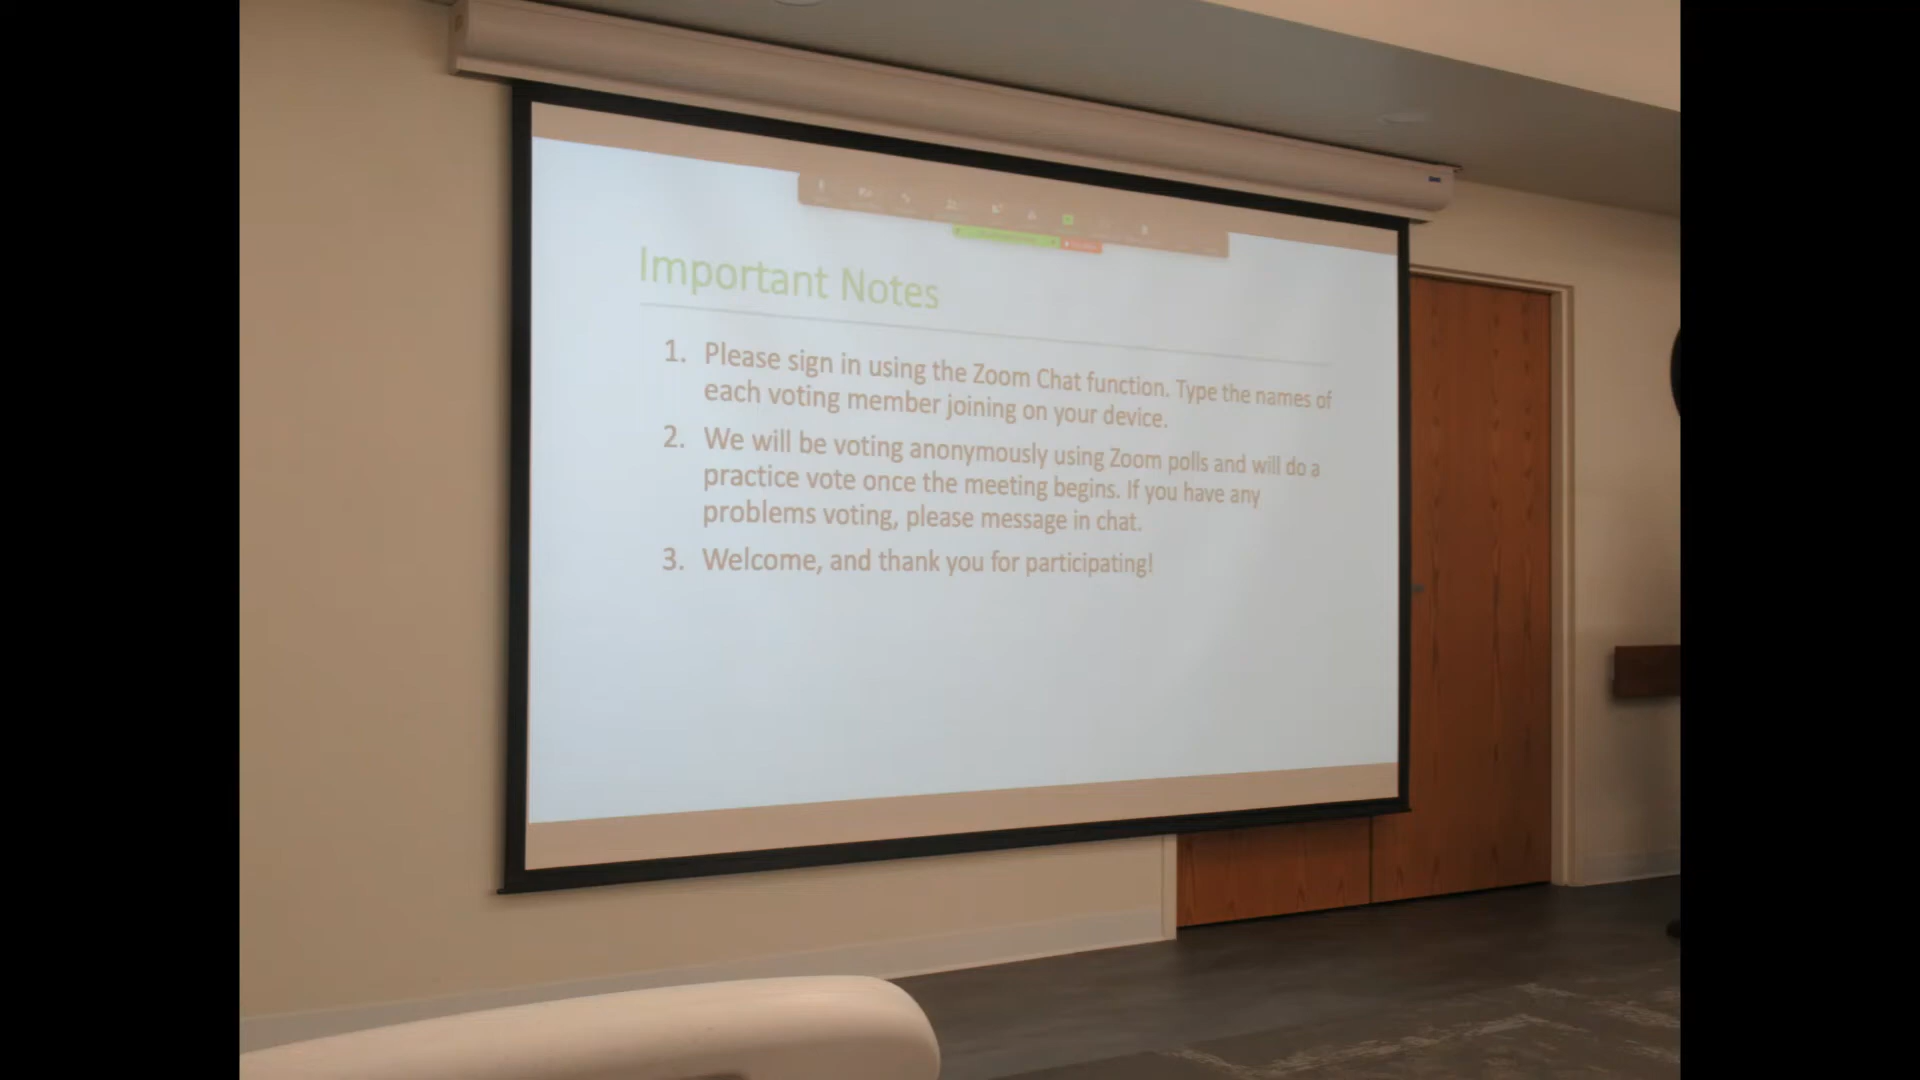 Important Notes
1. Please sign in using the Zoom Chat function. Type the names of
each voting member joining on your device.
2. We will be voting anonymously using Zoom polls and will do a
practice vote once the meeting begins. If you have any
problems voting, please message in chat.
3. Welcome, and thank you for participating!